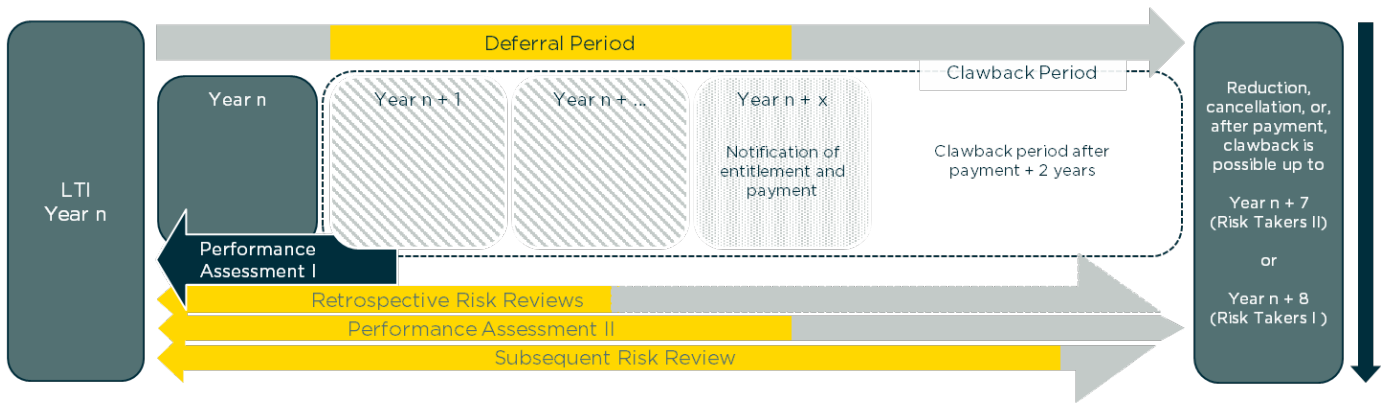 LTI
Year n
Deferral Period
Year n
Year n + 1
Year n + ...
Year n + x
Notification of
entitlement and
payment
Clawback Period
Clawback period after
payment + 2 years
Performance
Assessment I
Retrospective Risk Reviews
Performance Assessment II
Subsequent Risk Review
Reduction,
cancellation, or,
after payment,
clawback is
possible up to
Year n + 7
(Risk Takers II)
or
Year n + 8
(Risk Takers I )